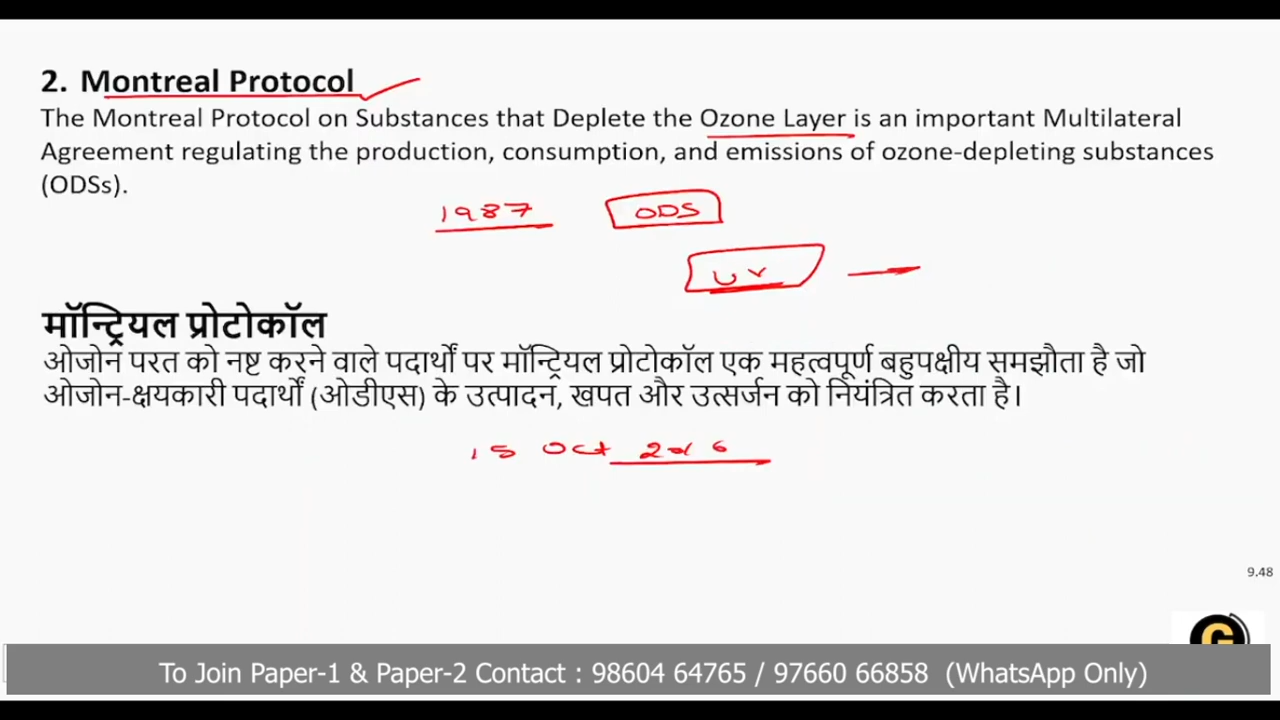 2. Montreal Protocol
The Montreal Protocol on Substances that Deplete the Ozone Layer is an important Multilateral
Agreement regulating the production, consumption, and emissions of ozone-depleting substances
(ODSs).
1987 ODS
UV
मॉन्ट्रियल प्रोटोकॉल
ओजोन परत को नष्ट करने वाले पदार्थों पर मॉन्ट्रियल प्रोटोकॉल एक महत्वपूर्ण बहुपक्षीय समझौता है जो
ओजोन-क्षयकारी पदार्थों (ओडीएस) के उत्पादन, खपत और उत्सर्जन को नियंत्रित करता है।
15 Oct 2016
9.48
G
To Join Paper-1 & Paper-2 Contact : 98604 64765 / 97660 66858 (WhatsApp Only)